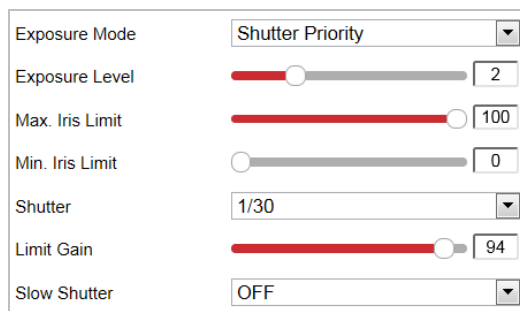 Exposure Mode Shutter Priority
Exposure Level 2
Max. Iris Limit 100
Min. Iris Limit 0
Shutter 1/30
Limit Gain 94
Slow Shutter OFF